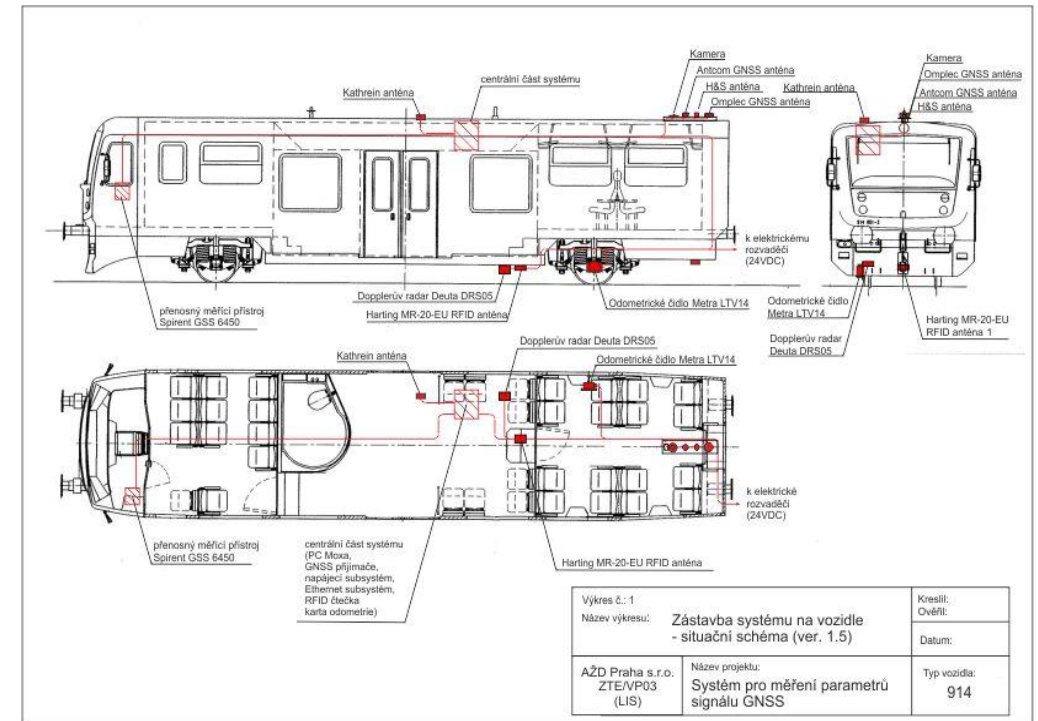 Kamera
Antcom GNSS anténa
H&S anténa
Omplec GNSS anténa
centrální část systému
Kathrein anténa
Kamera
Omplec GNSS anténa
Kathrein anténa
Antcom GNSS anténa
H&S anténa
k elektrickému
rozvaděči
(24VDC)
Dopplerův radar Deuta DRS05
Harting MR-20-EU RFID anténa
Odometrické čidlo Metra LTV14
přenosný měřící přístroj
Spirent GSS 6450
Odometrické čidlo
Metra LTV14
Dopplerův radar
Deuta DRS05
Harting MR-20-EU
RFID anténa 1
Kathrein anténa
Dopplerův radar Deuta DRS05
Odometrické čidlo Metra LTV14
k elektrické
rozvaděči
(24VDC)
přenosný měřící přístroj
Spirent GSS 6450
centrální část systému
(PC Moxa,
GNSS přijímače,
napájecí subsystém,
Ethernet subsystém,
RFID čtečka
karta odometrie)
Harting MR-20-EU RFID anténa
Výkres č.: 1
Název výkresu:
Zástavba systému na vozidle
- situační schéma (ver. 1.5)
Kreslil:
Ověřil:
Datum:
AŽD Praha s.r.o.
ZTE/VP03
(LIS)
Název projektu:
Systém pro měření parametrů
signálu GNSS
Typ vozidla:
914